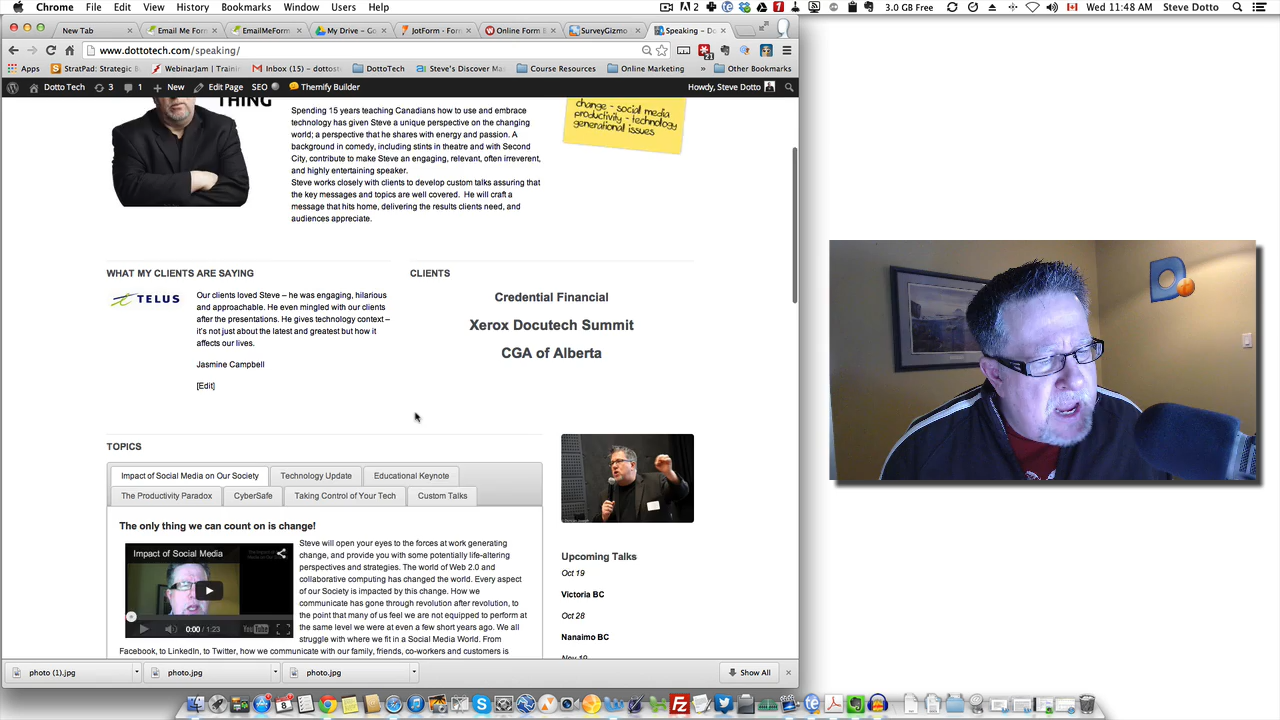 Chrome File Edit View History Bookmarks Window Users Help
2 1 3.0 GB Free Wed 11:48 AM Steve Dotto
New Tab Email Me For EmailMeForm My Drive – Go JotForm · For Online Form B SurveyGizmo Speaking – Do
www.dottotech.com/speaking/
21
Apps StratPad: Strategic B WebinarJam | Traini Gmail Inbox (15) – dottost DottoTech Steve's Discover Ma Course Resources Online Marketing » Other Bookmarks
Dotto Tech 3 1 + New Edit Page SEO Themify Builder Howdy, Steve Dotto
THING
Spending 15 years teaching Canadians how to use and embrace
technology has given Steve a unique perspective on the changing
world; a perspective that he shares with energy and passion. A
background in comedy, including stints in theatre and with Second
City, contribute to make Steve an engaging, relevant, often irreverent,
and highly entertaining speaker.
Steve works closely with clients to develop custom talks assuring that
the key messages and topics are well covered. He will craft a
message that hits home, delivering the results clients need, and
audiences appreciate.
change - social media
productivity - technology
generational issues
WHAT MY CLIENTS ARE SAYING
TELUS
Our clients loved Steve – he was engaging, hilarious
and approachable. He even mingled with our clients
after the presentations. He gives technology context –
it's not just about the latest and greatest but how it
affects our lives.
Jasmine Campbell
[Edit]
CLIENTS
Credential Financial
Xerox Docutech Summit
CGA of Alberta
TOPICS
Impact of Social Media on Our Society Technology Update Educational Keynote
The Productivity Paradox CyberSafe Taking Control of Your Tech Custom Talks
The only thing we can count on is change!
Impact of Social Media
0:00 / 1:23 YouTube
Steve will open your eyes to the forces at work generating
change, and provide you with some potentially life-altering
perspectives and strategies. The world of Web 2.0 and
collaborative computing has changed the world. Every aspect
of our Society is impacted by this change. How we
communicate has gone through revolution after revolution, to
the point that many of us feel we are not equipped to perform at
the same level we were at even a few short years ago. We all
struggle with where we fit in a Social Media World. From
Facebook, to LinkedIn, to Twitter, how we communicate with our family, friends, co-workers and customers is
Upcoming Talks
Oct 19
Victoria BC
Oct 28
Nanaimo BC
Nov 19
photo (1).jpg photo.jpg photo.jpg Show All